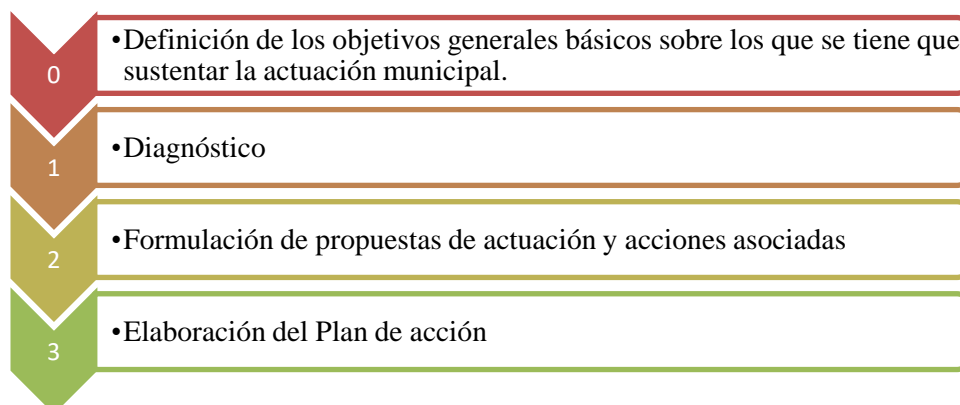 0
•Definición de los objetivos generales básicos sobre los que se tiene que
sustentar la actuación municipal.
1
•Diagnóstico
2
•Formulación de propuestas de actuación y acciones asociadas
3
•Elaboración del Plan de acción